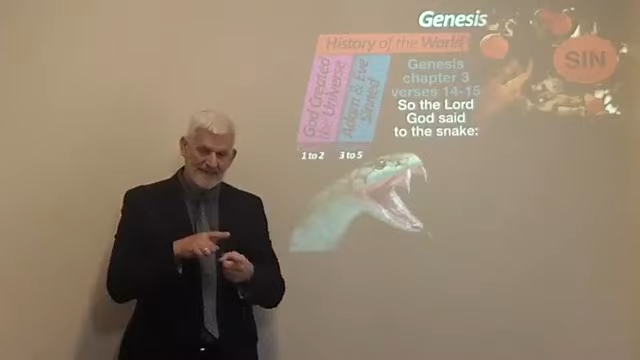 Genesis
History of the World
God Created
the Universe
Adam & Eve
Sinned
1 to 2
3 to 5
SIN
Genesis
chapter 3
verses 14-15
So the Lord
God said
to the snake: